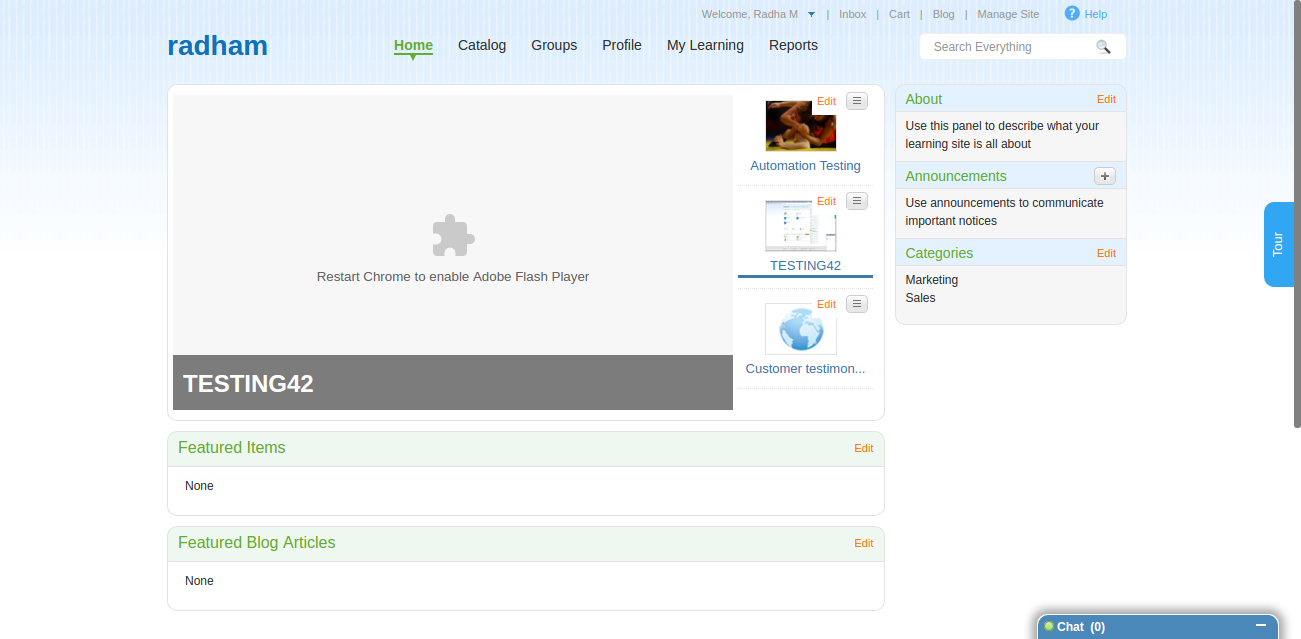 Welcome, Radha M | Inbox | Cart | Blog | Manage Site ? Help
radham
Home Catalog Groups Profile My Learning Reports
Search Everything
Restart Chrome to enable Adobe Flash Player
TESTING42
Edit
Automation Testing
Edit
TESTING42
Edit
Customer testimon...
About Edit
Use this panel to describe what your
learning site is all about
Announcements +
Use announcements to communicate
important notices
Categories Edit
Marketing
Sales
Tour
Featured Items Edit
None
Featured Blog Articles Edit
None
Chat (0)